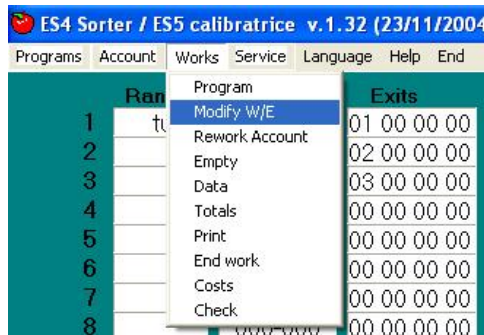 ES4 Sorter / ES5 calibratrice v.1.32 (23/11/2004
Programs Account Works Service Language Help End
Ran Exits
Program
Modify W/E
Rework Account
Empty
Data
Totals
Print
End work
Costs
Check
1 tu 01 00 00 00
2 02 00 00 00
3 03 00 00 00
4 00 00 00 00
5 00 00 00 00
6 00 00 00 00
7 00 00 00 00
8 000-000 00 00 00 00